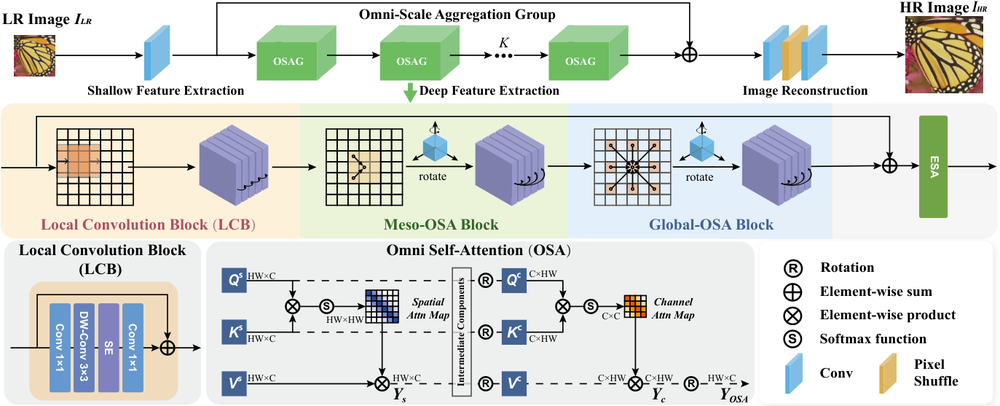 LR Image I_LR
Omni-Scale Aggregation Group
HR Image I_HR
OSAG
OSAG
K
OSAG
Shallow Feature Extraction
Deep Feature Extraction
Image Reconstruction
rotate
rotate
ESA
Local Convolution Block (LCB)
Meso-OSA Block
Global-OSA Block
Local Convolution Block
(LCB)
Conv 1×1
DW-Conv 3×3
SE
Conv 1×1
Omni Self-Attention (OSA)
Q^s
HW×C
K^s
HW×C
V^s
HW×C
S
HW×HW
Spatial
Attn Map
HW×C
Y_s
Intermediate Components
R
R
R
Q^c
C×HW
K^c
C×HW
V^c
C×HW
S
C×C
Channel
Attn Map
C×HW
C×HW
Y_c
R
HW×C
Y_OSA
R Rotation
Element-wise sum
Element-wise product
S Softmax function
Conv
Pixel
Shuffle